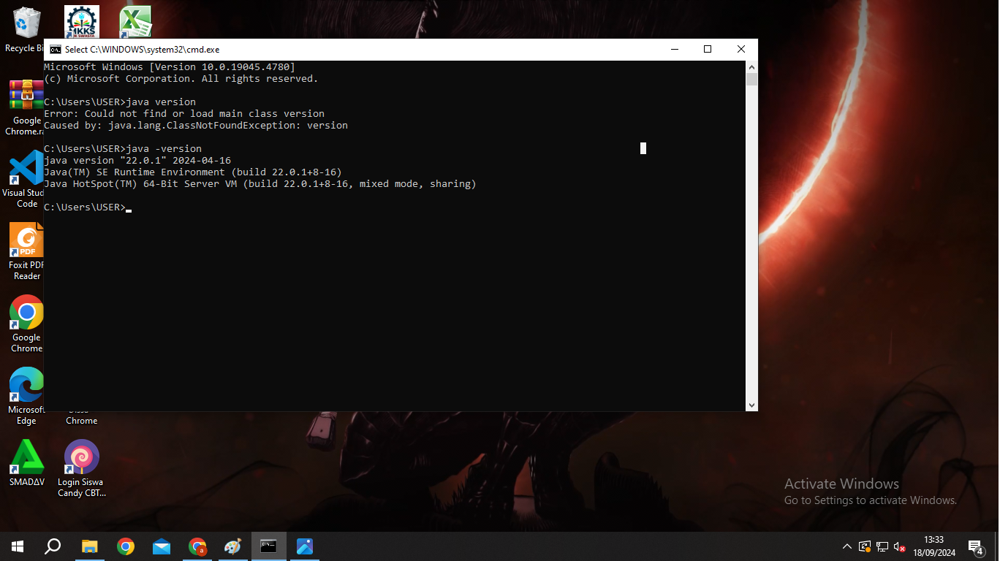 Recycle Bi
MKKS
K SWASTA
Select C:\WINDOWS\system32\cmd.exe
Microsoft Windows [Version 10.0.19045.4780]
(c) Microsoft Corporation. All rights reserved.
C:\Users\USER>java version
Error: Could not find or load main class version
Caused by: java.lang.ClassNotFoundException: version
C:\Users\USER>java -version
java version "22.0.1" 2024-04-16
Java(TM) SE Runtime Environment (build 22.0.1+8-16)
Java HotSpot(TM) 64-Bit Server VM (build 22.0.1+8-16, mixed mode, sharing)
C:\Users\USER>
Google
Chrome.ra
Visual Stud
Code
PDF
Foxit PDF
Reader
Google
Chrome
Microsoft
Edge
Chrome
SMADΔV
Login Siswa
Candy CBT...
Activate Windows
Go to Settings to activate Windows.
a
13:33
18/09/2024
4